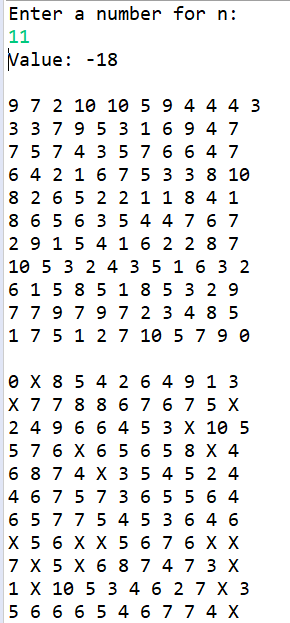 Enter a number for n:
11
Value: -18
9 7 2 10 10 5 9 4 4 4 3
3 3 7 9 5 3 1 6 9 4 7
7 5 7 4 3 5 7 6 6 4 7
6 4 2 1 6 7 5 3 3 8 10
8 2 6 5 2 2 1 1 8 4 1
8 6 5 6 3 5 4 4 7 6 7
2 9 1 5 4 1 6 2 2 8 7
10 5 3 2 4 3 5 1 6 3 2
6 1 5 8 5 1 8 5 3 2 9
7 7 9 7 9 7 2 3 4 8 5
1 7 5 1 2 7 10 5 7 9 0
0 X 8 5 4 2 6 4 9 1 3
X 7 7 8 8 6 7 6 7 5 X
2 4 9 6 6 4 5 3 X 10 5
5 7 6 X 6 5 6 5 8 X 4
6 8 7 4 X 3 5 4 5 2 4
4 6 7 5 7 3 6 5 5 6 4
6 5 7 7 5 4 5 3 6 4 6
X 5 6 X X 5 6 7 6 X X
7 X 5 X 6 8 7 4 7 3 X
1 X 10 5 3 4 6 2 7 X 3
5 6 6 6 5 4 6 7 7 4 X